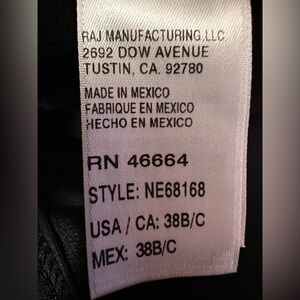 RAJ MANUFACTURING, LLC
2692 DOW AVENUE
TUSTIN, CA. 92780
MADE IN MEXICO
FABRIQUE EN MEXICO
HECHO EN MEXICO
RN 46664
STYLE: NE68168
USA / CA: 38B/C
MEX: 38B/C